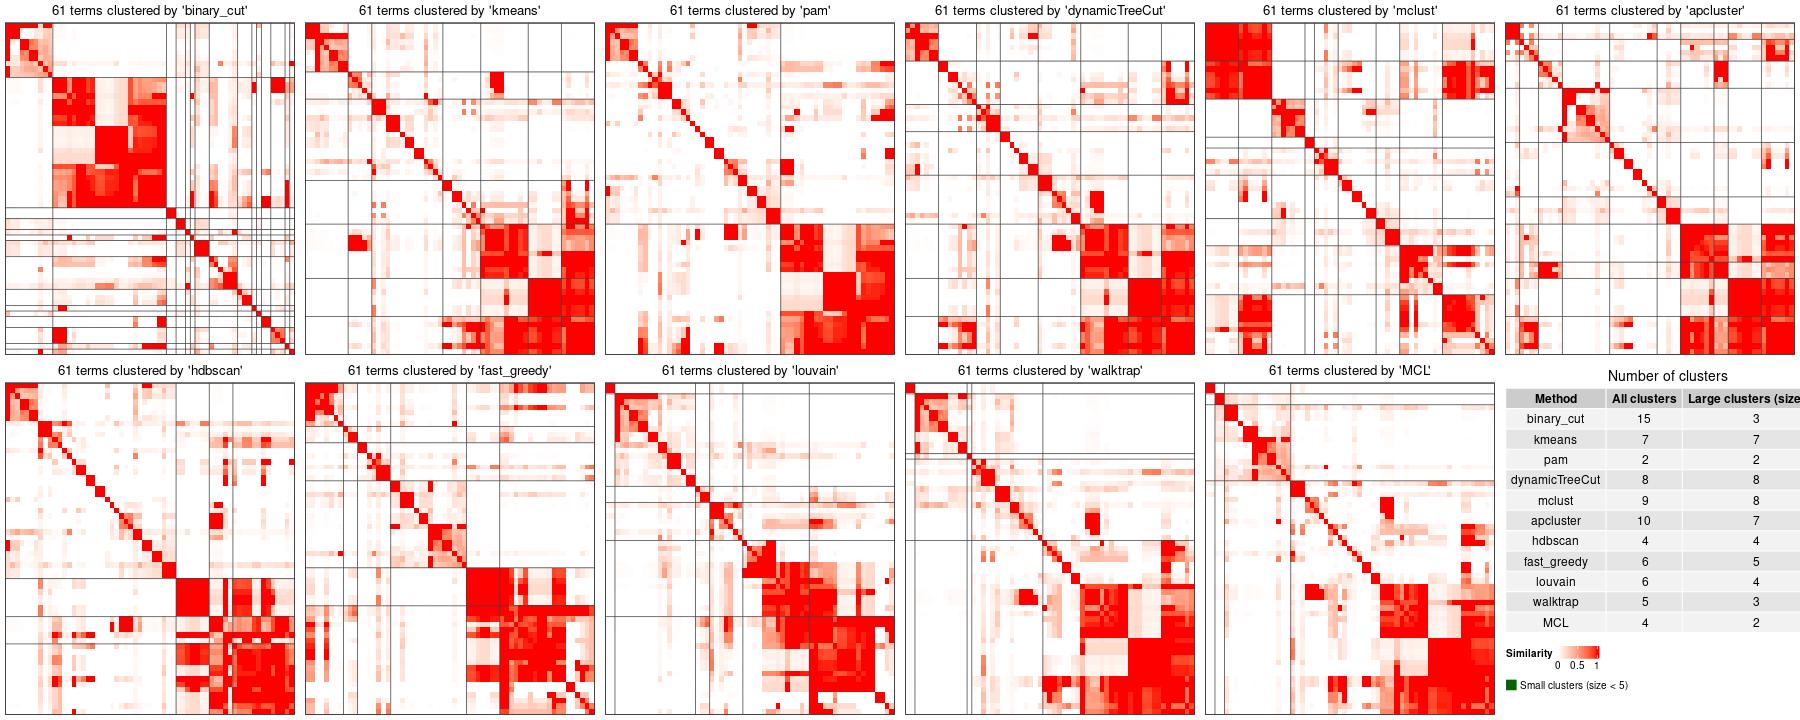 61 terms clustered by 'binary_cut'
61 terms clustered by 'kmeans'
61 terms clustered by 'pam'
61 terms clustered by 'dynamicTreeCut'
61 terms clustered by 'mclust'
61 terms clustered by 'apcluster'
61 terms clustered by 'hdbscan'
61 terms clustered by 'fast_greedy'
61 terms clustered by 'louvain'
61 terms clustered by 'walktrap'
61 terms clustered by 'MCL'
Number of clusters
Method All clusters Large clusters (size
binary_cut 15 3
kmeans 7 7
pam 2 2
dynamicTreeCut 8 8
mclust 9 8
apcluster 10 7
hdbscan 4 4
fast_greedy 6 5
louvain 6 4
walktrap 5 3
MCL 4 2
Similarity
0 0.5 1
Small clusters (size < 5)